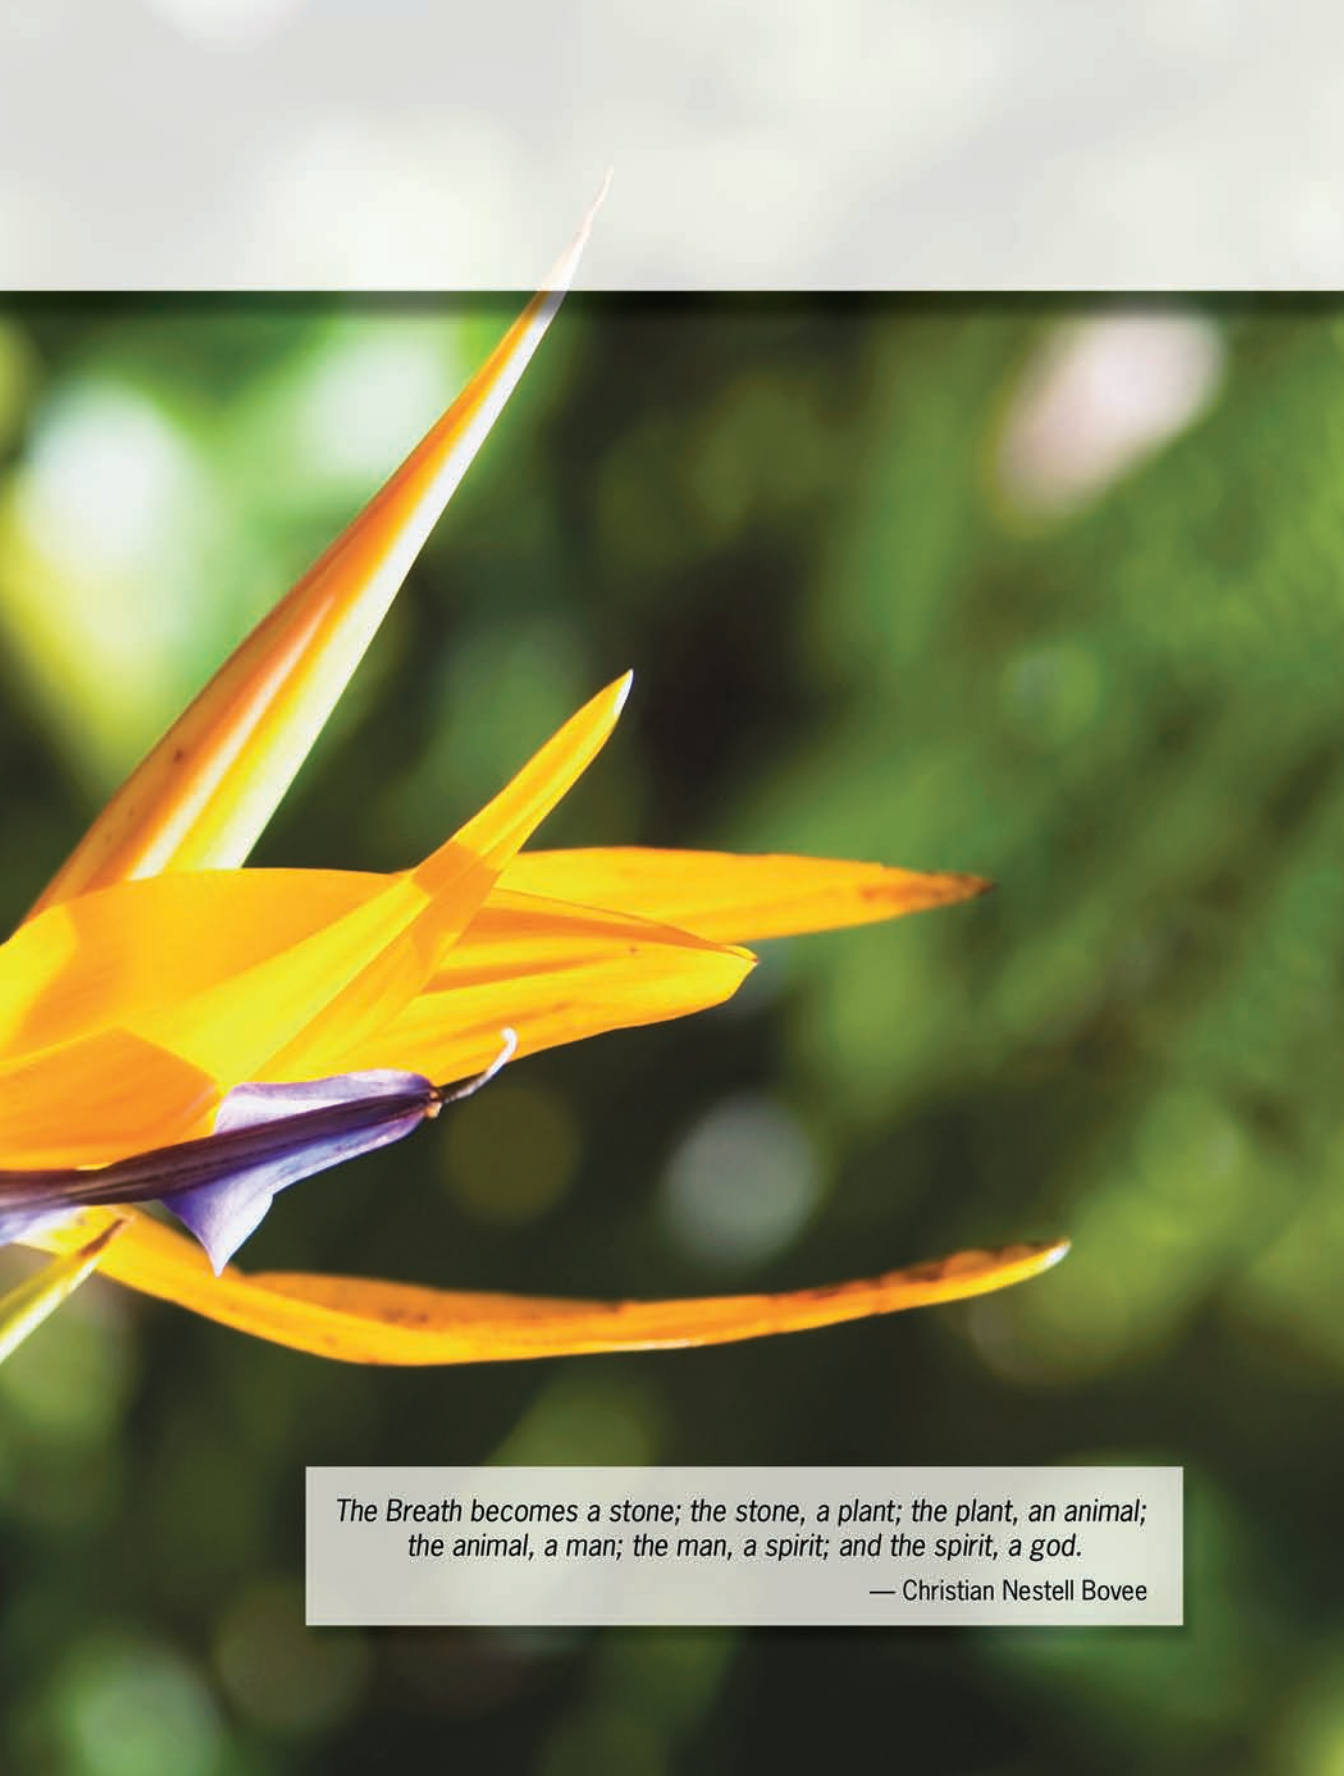 The Breath becomes a stone; the stone, a plant; the plant, an animal;
the animal, a man; the man, a spirit; and the spirit, a god.
— Christian Nestell Bovee